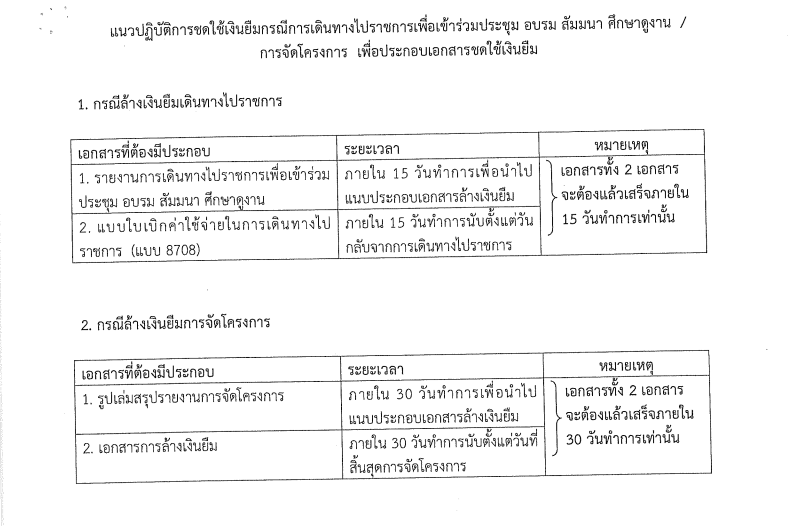 แนวปฏิบัติการชดใช้เงินยืมกรณีการเดินทางไปราชการเพื่อเข้าร่วมประชุม อบรม สัมมนา ศึกษาดูงาน /
การจัดโครงการ เพื่อประกอบเอกสารชดใช้เงินยืม
1. กรณีล้างเงินยืมเดินทางไปราชการ
เอกสารที่ต้องมีประกอบ ระยะเวลา หมายเหตุ
1. รายงานการเดินทางไปราชการเพื่อเข้าร่วม ภายใน 15 วันทำการเพื่อนำไป เอกสารทั้ง 2 เอกสาร
ประชุม อบรม สัมมนา ศึกษาดูงาน แนบประกอบเอกสารล้างเงินยืม จะต้องแล้วเสร็จภายใน
2. แบบใบเบิกค่าใช้จ่ายในการเดินทางไป ภายใน 15 วันทำการนับตั้งแต่วัน 15 วันทำการเท่านั้น
ราชการ (แบบ 8708) กลับจากการเดินทางไปราชการ
2. กรณีล้างเงินยืมการจัดโครงการ
เอกสารที่ต้องมีประกอบ ระยะเวลา หมายเหตุ
1. รูปเล่มสรุปรายงานการจัดโครงการ ภายใน 30 วันทำการเพื่อนำไป เอกสารทั้ง 2 เอกสาร
แนบประกอบเอกสารล้างเงินยืม จะต้องแล้วเสร็จภายใน
2. เอกสารการล้างเงินยืม ภายใน 30 วันทำการนับตั้งแต่วันที่ 30 วันทำการเท่านั้น
สิ้นสุดการจัดโครงการ